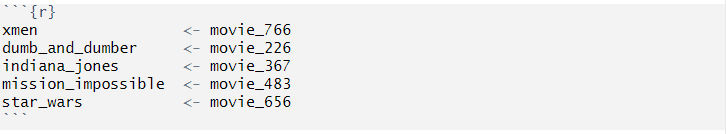 ```{r}
xmen              <- movie_766
dumb_and_dumber   <- movie_226
indiana_jones     <- movie_367
mission_impossible <- movie_483
star_wars         <- movie_656
```